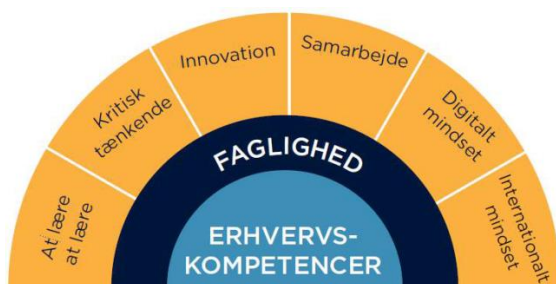 At lære
at lære
Kritisk
tænkende
Innovation
Samarbejde
Digitalt
mindset
Internationalt
mindset
FAGLIGHED
ERHVERVS-
KOMPETENCER